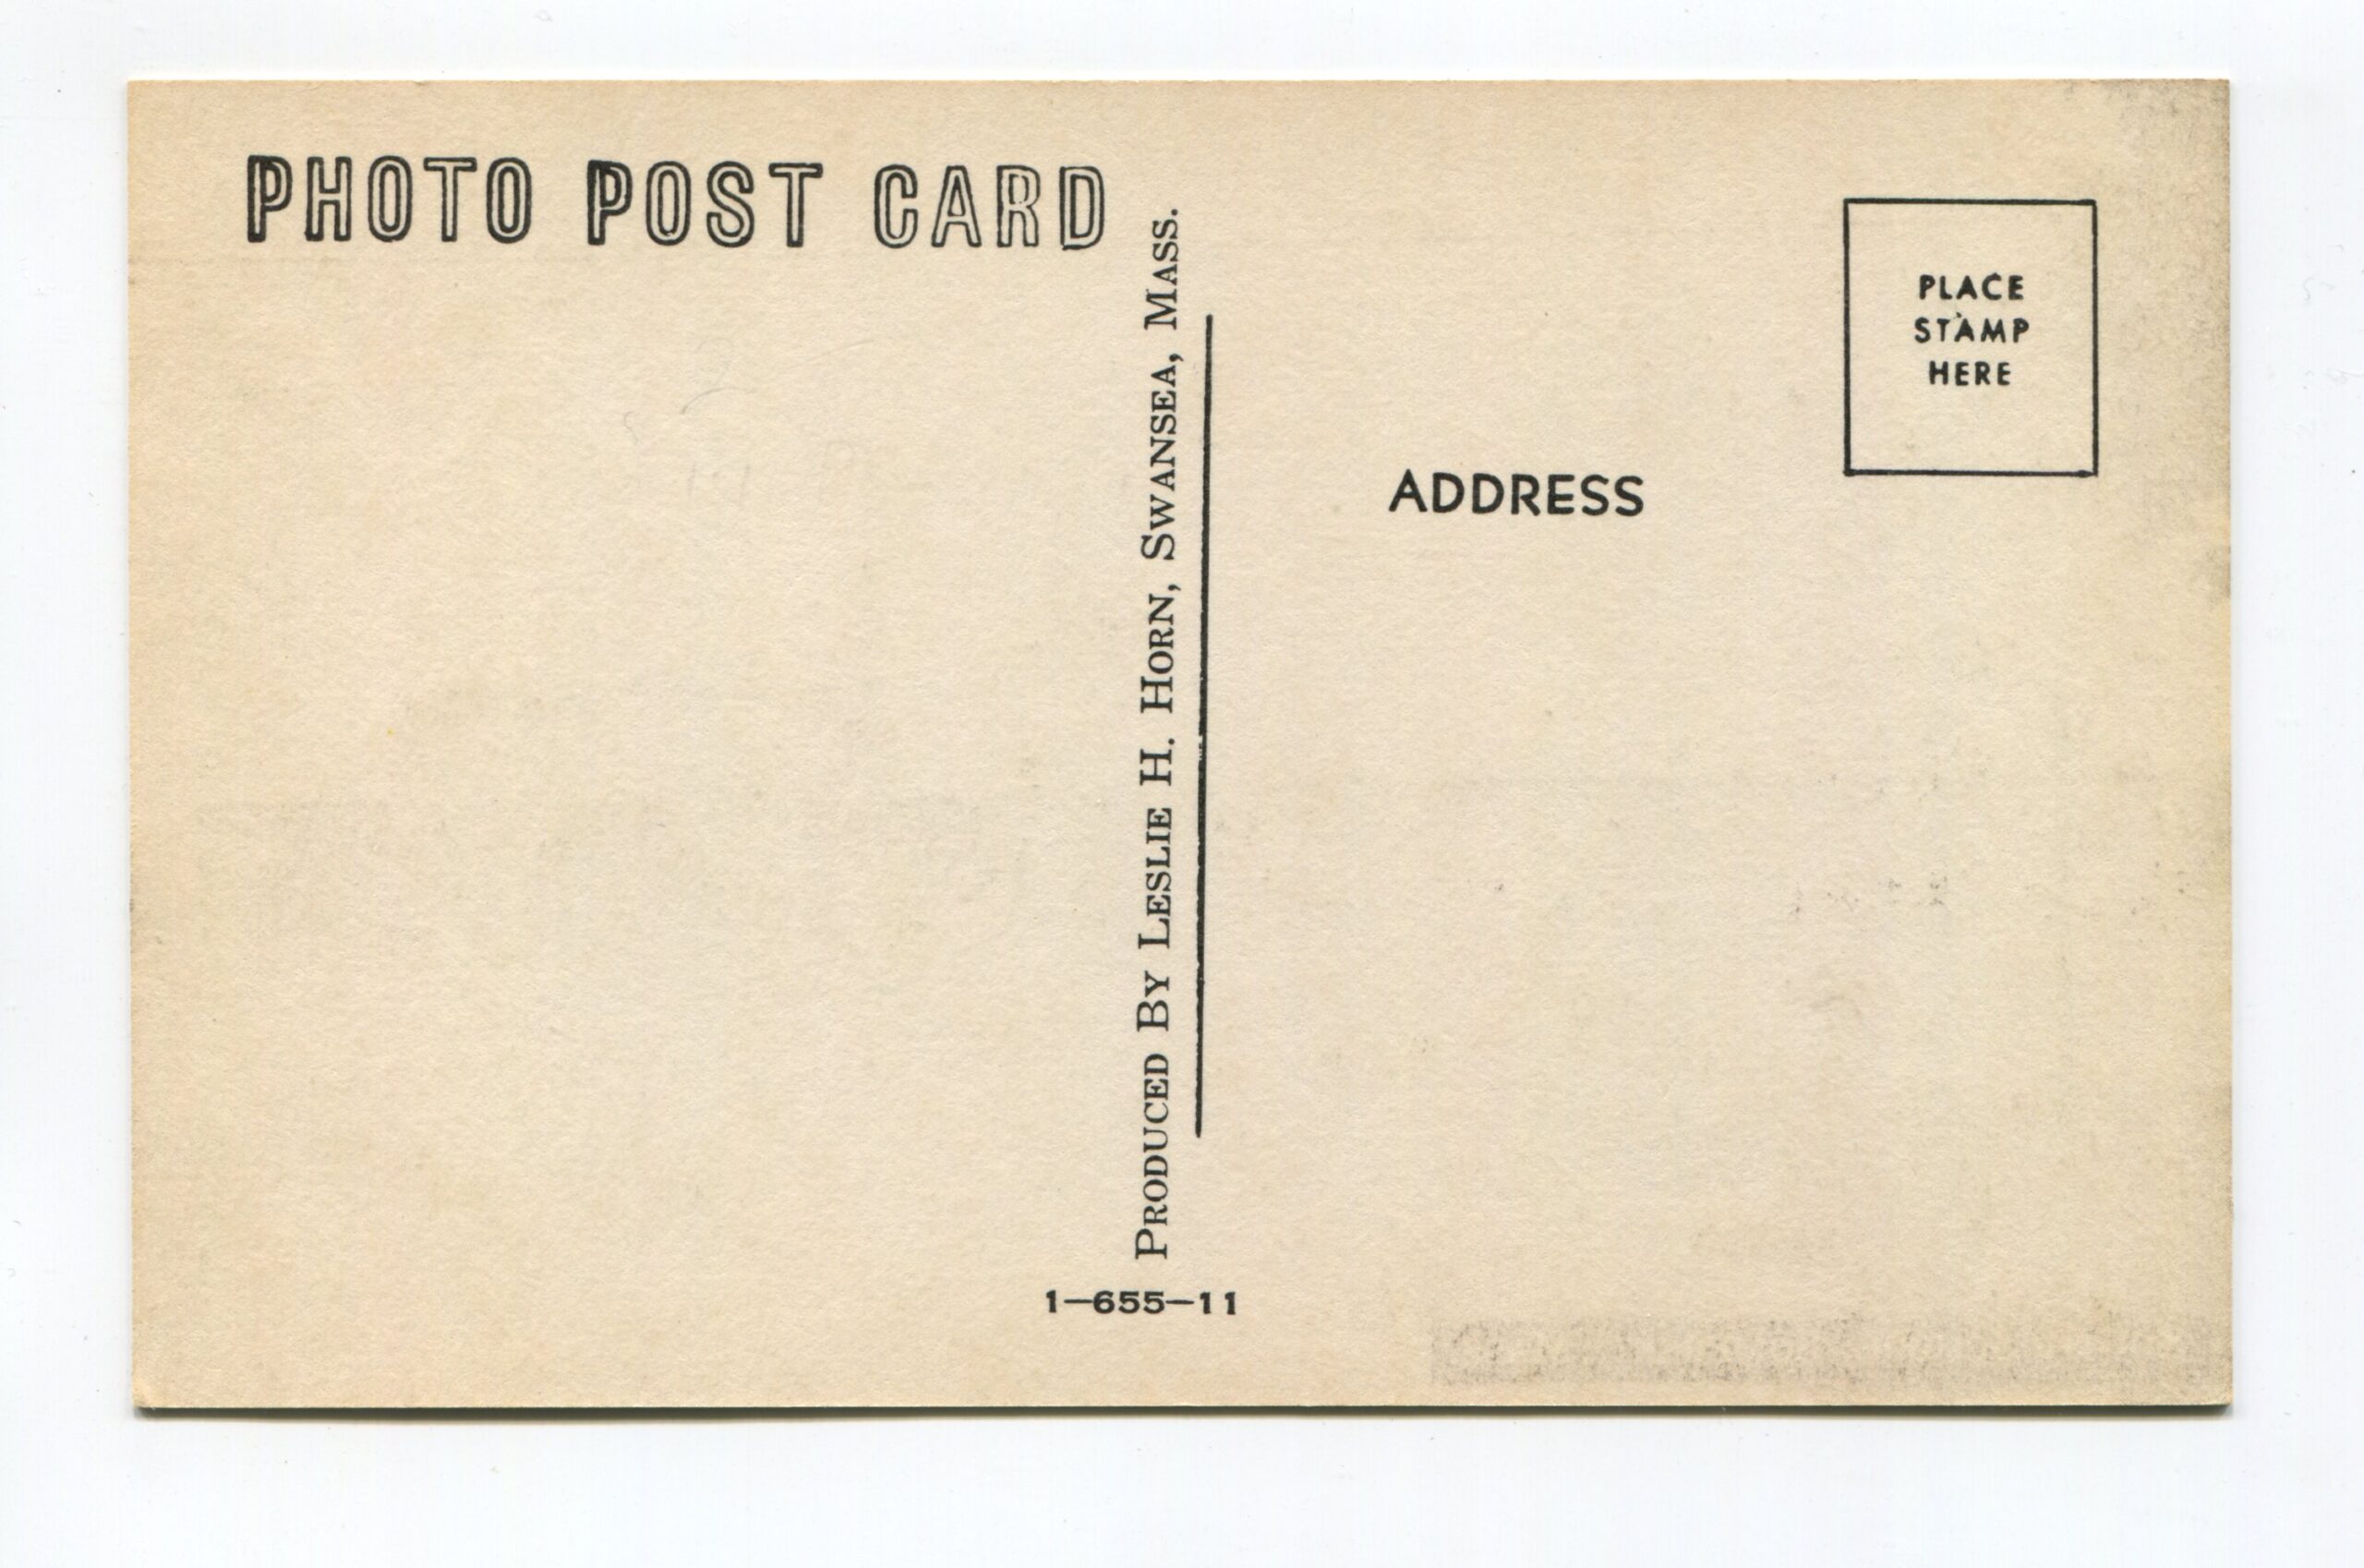 PHOTO POST CARD
PRODUCED BY LESLIE H. HORN, SWANSEA, MASS.
PLACE
STAMP
HERE
ADDRESS
1—655—11